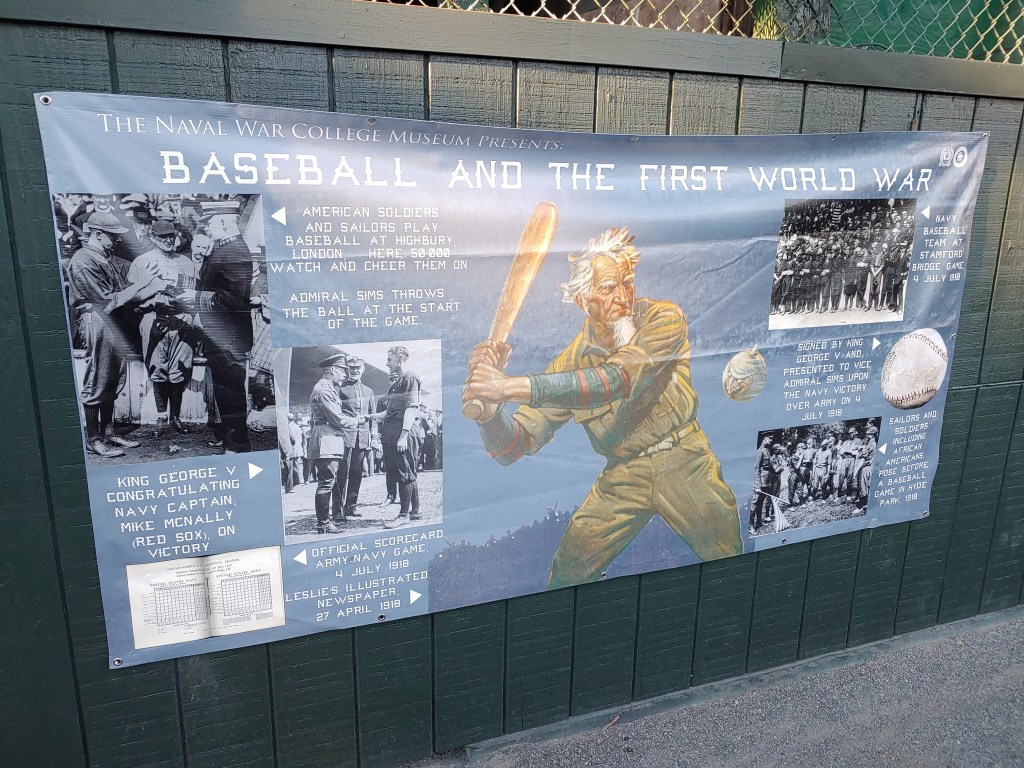 THE NAVAL WAR COLLEGE MUSEUM PRESENTS:
BASEBALL AND THE FIRST WORLD WAR
AMERICAN SOLDIERS
AND SAILORS PLAY
BASEBALL AT HIGHBURY
LONDON. HERE, 50,000
WATCH AND CHEER THEM ON.
ADMIRAL SIMS THROWS
THE BALL AT THE START
OF THE GAME.
KING GEORGE V
CONGRATULATING
NAVY CAPTAIN,
MIKE MCNALLY
(RED SOX), ON
VICTORY.
OFFICIAL SCORECARD
ARMY-NAVY GAME,
4 JULY 1918
LESLIE'S ILLUSTRATED
NEWSPAPER,
27 APRIL 1918
NAVY
BASEBALL
TEAM AT
STAMFORD
BRIDGE GAME
4 JULY 1918
SIGNED BY KING
GEORGE V AND,
PRESENTED TO VICE
ADMIRAL SIMS UPON
THE NAVY VICTORY
OVER ARMY ON 4
JULY 1918.
SAILORS AND
SOLDIERS
INCLUDING
AFRICAN
AMERICANS,
POSE BEFORE
A BASEBALL
GAME IN HYDE
PARK, 1918